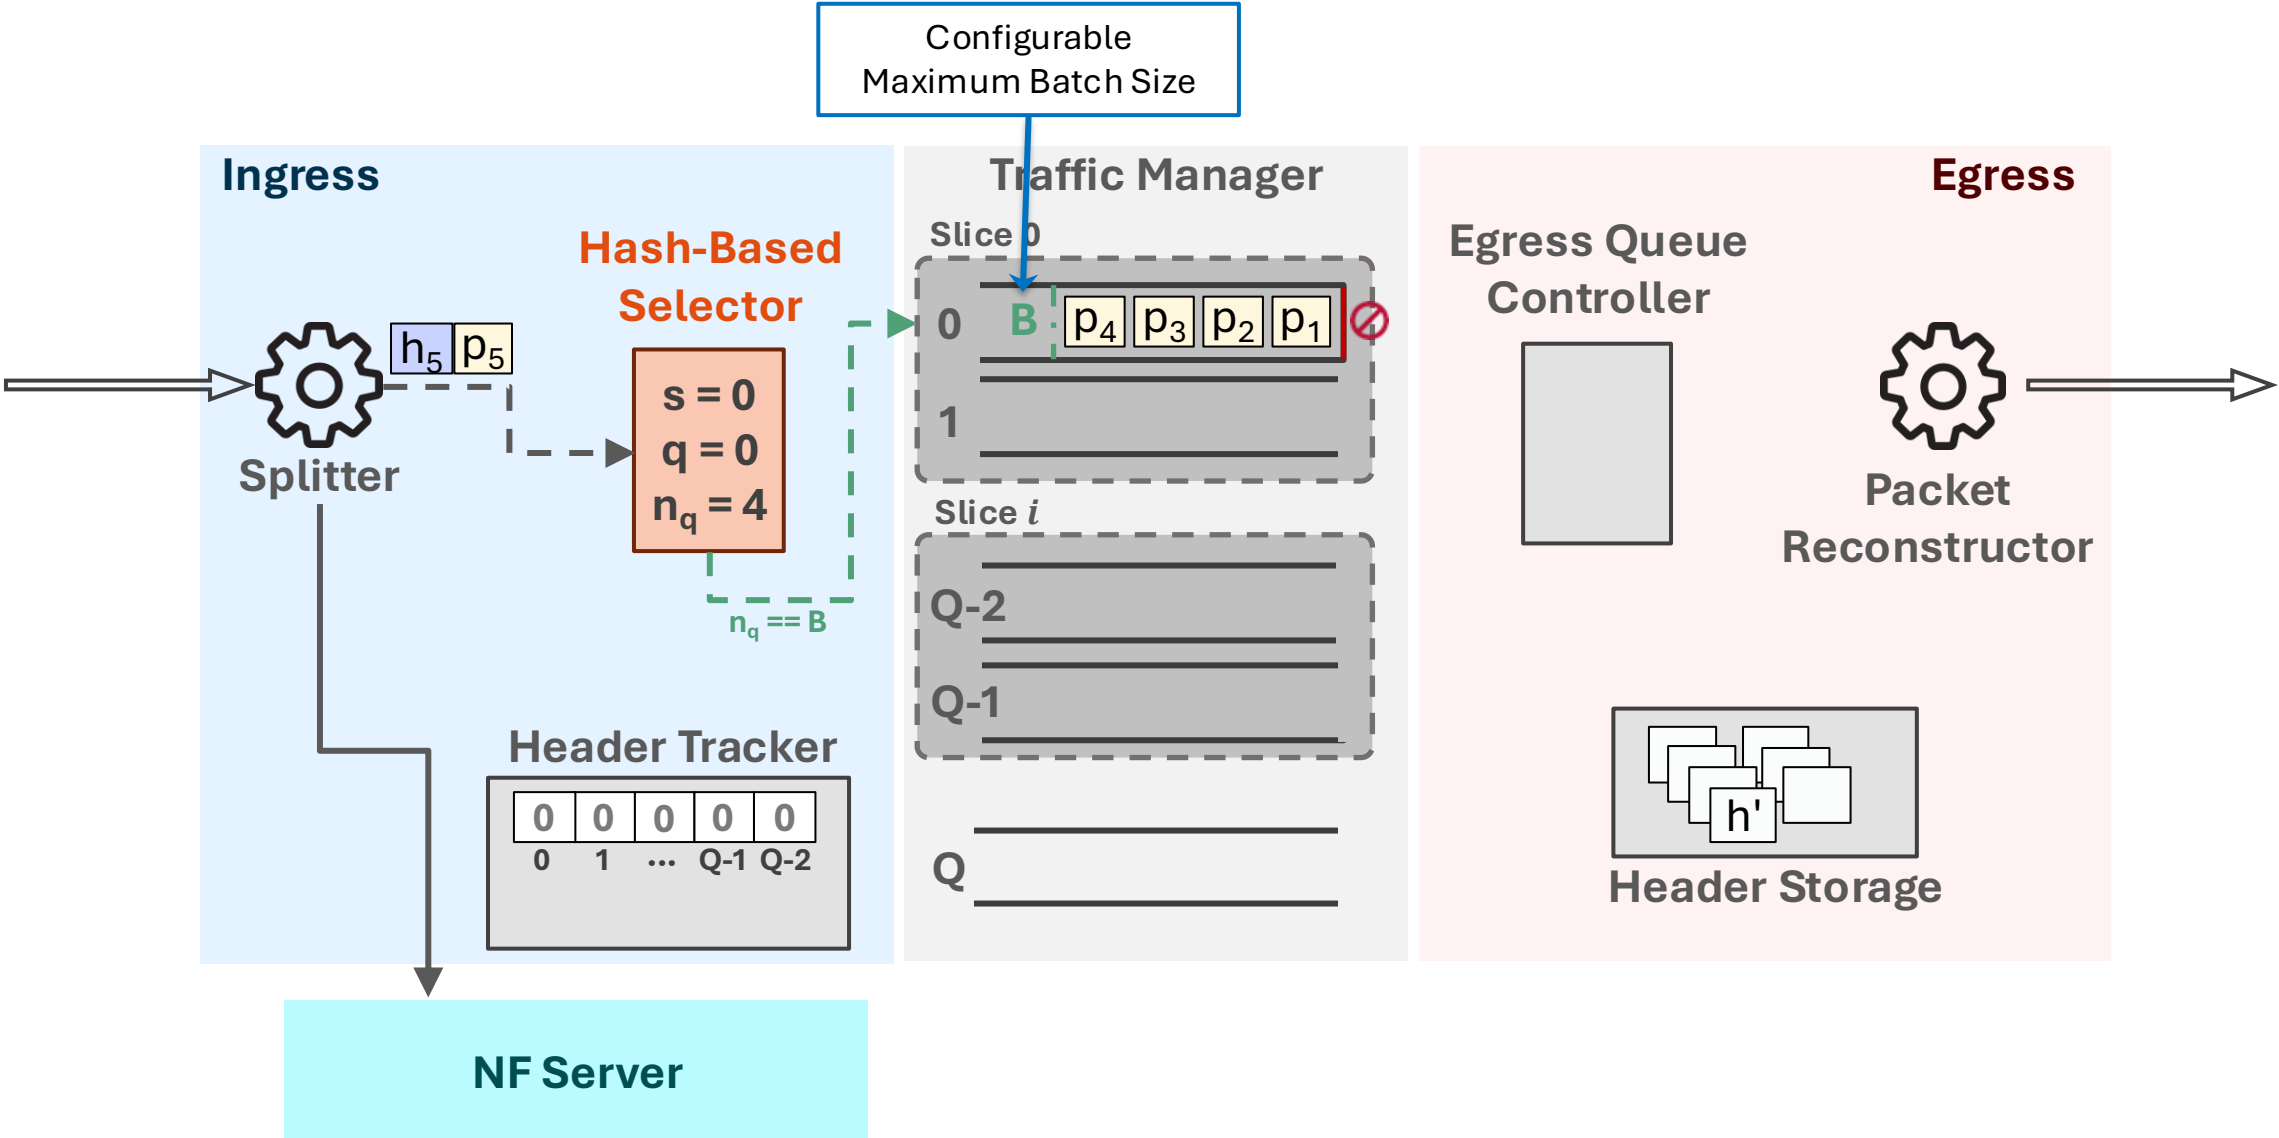 Configurable
Maximum Batch Size
Ingress
Traffic Manager
Egress
Hash-Based
Selector
Slice 0
Egress Queue
Controller
h5 p5
0 B p4 p3 p2 p1
s = 0
q = 0
nq = 4
1
Splitter
Packet
Reconstructor
Slice i
Q-2
nq == B
Q-1
Header Tracker
0 0 0 0 0
0 1 ... Q-1 Q-2
h'
Q
Header Storage
NF Server